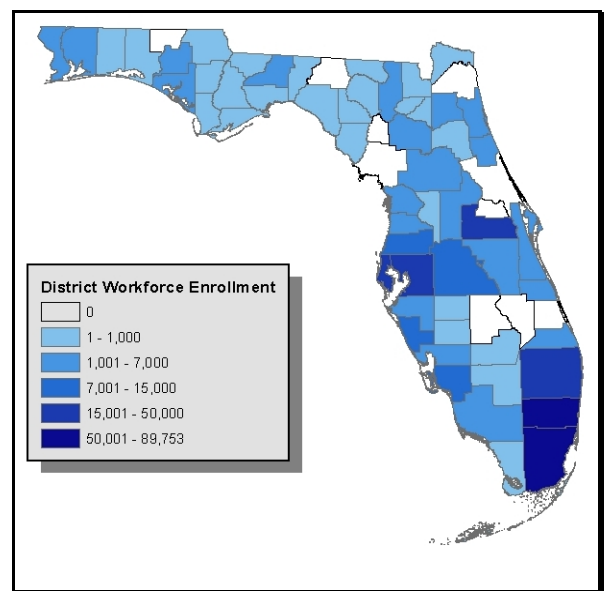 District Workforce Enrollment
0
1 - 1,000
1,001 - 7,000
7,001 - 15,000
15,001 - 50,000
50,001 - 89,753